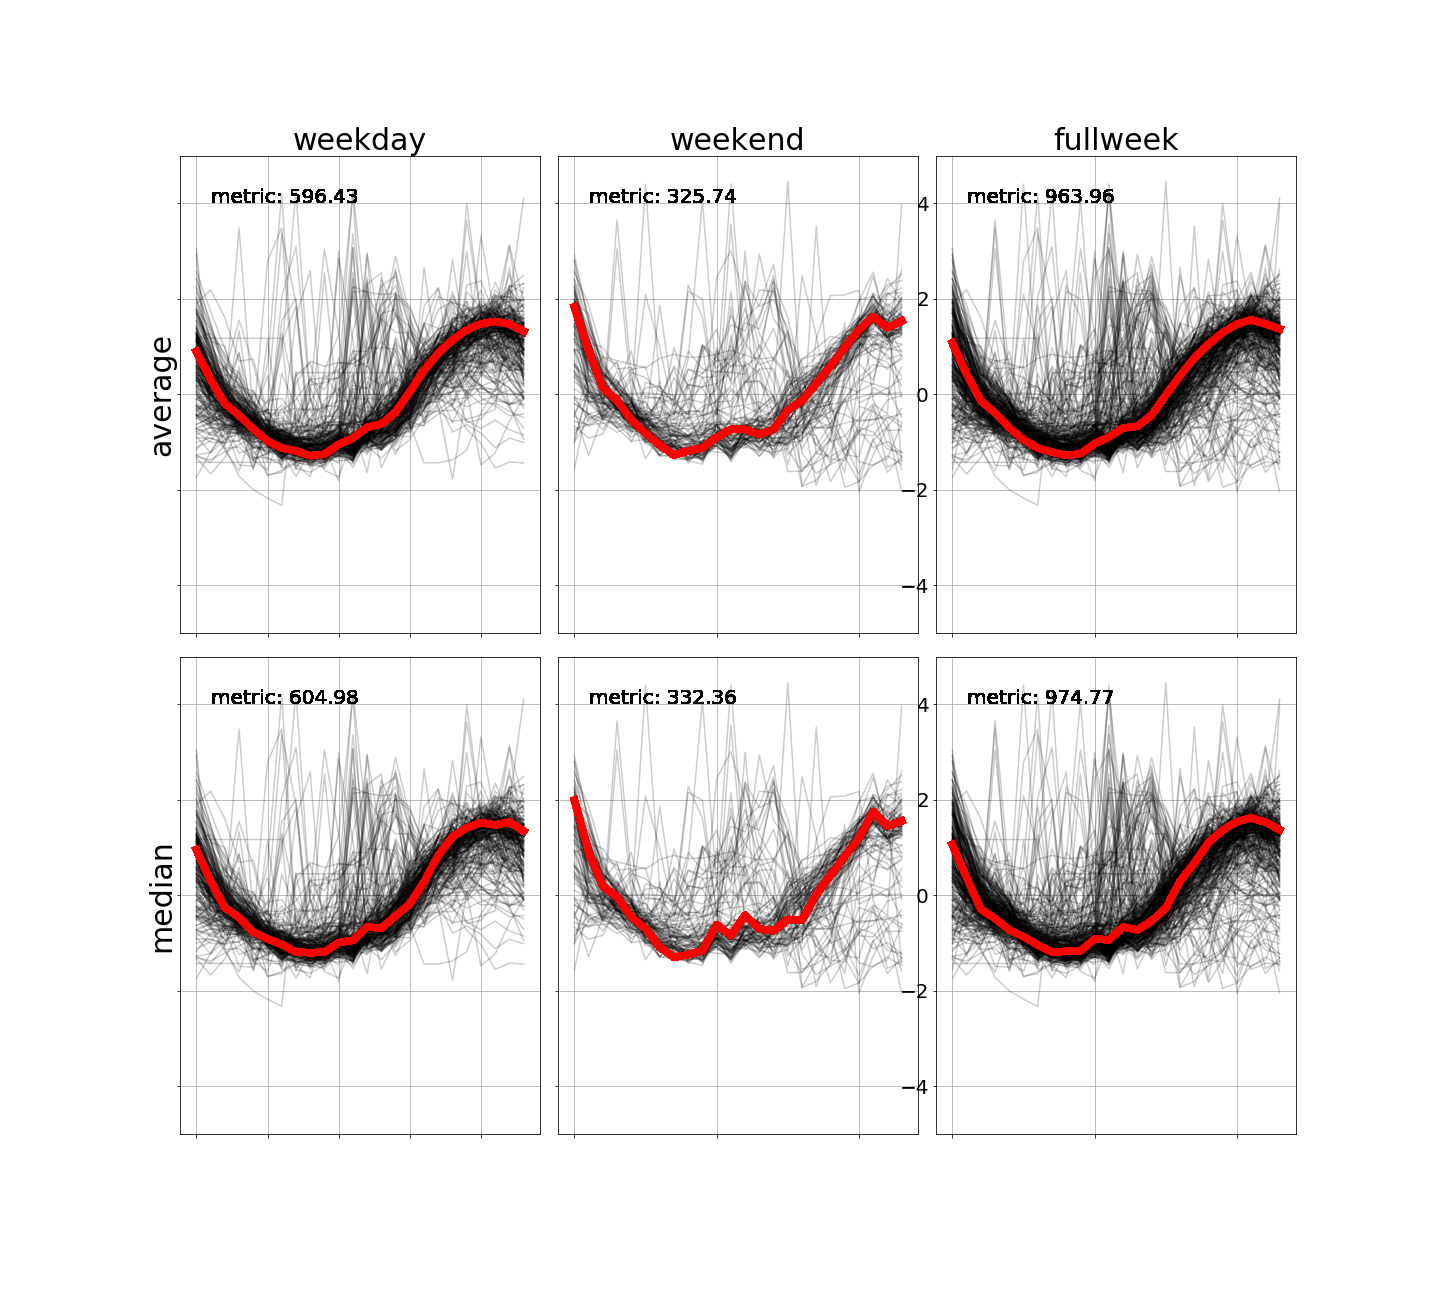 weekday weekend fullweek
metric: 596.43 metric: 325.74 metric: 963.96
4
2
average
0
−2
−4
metric: 604.98 metric: 332.36 metric: 974.77
4
2
median
0
−2
−4